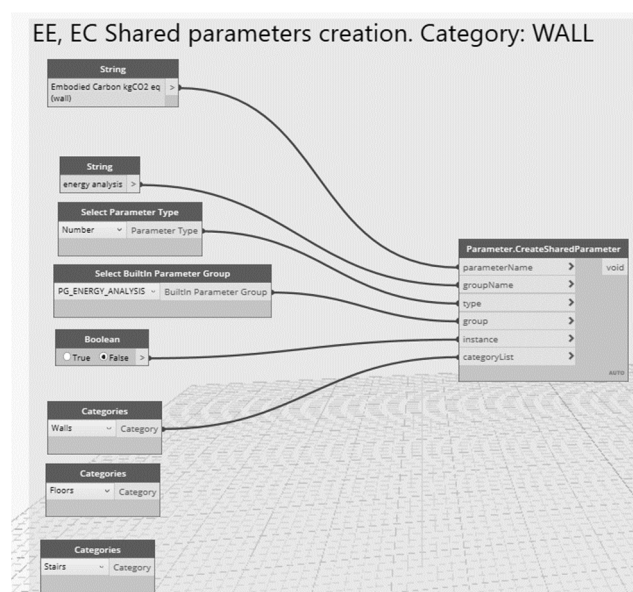 EE, EC Shared parameters creation. Category: WALL
String
Embodied Carbon kgCO2 eq
(wall)
>
String
energy analysis >
Select Parameter Type
Number Parameter Type
Select BuiltIn Parameter Group
PG_ENERGY_ANALYSIS BuiltIn Parameter Group
Boolean
True False >
Categories
Walls Category
Categories
Floors Category
Categories
Stairs Category
Parameter.CreateSharedParameter
parameterName > void
groupName >
type >
group >
instance >
categoryList >
AUTO